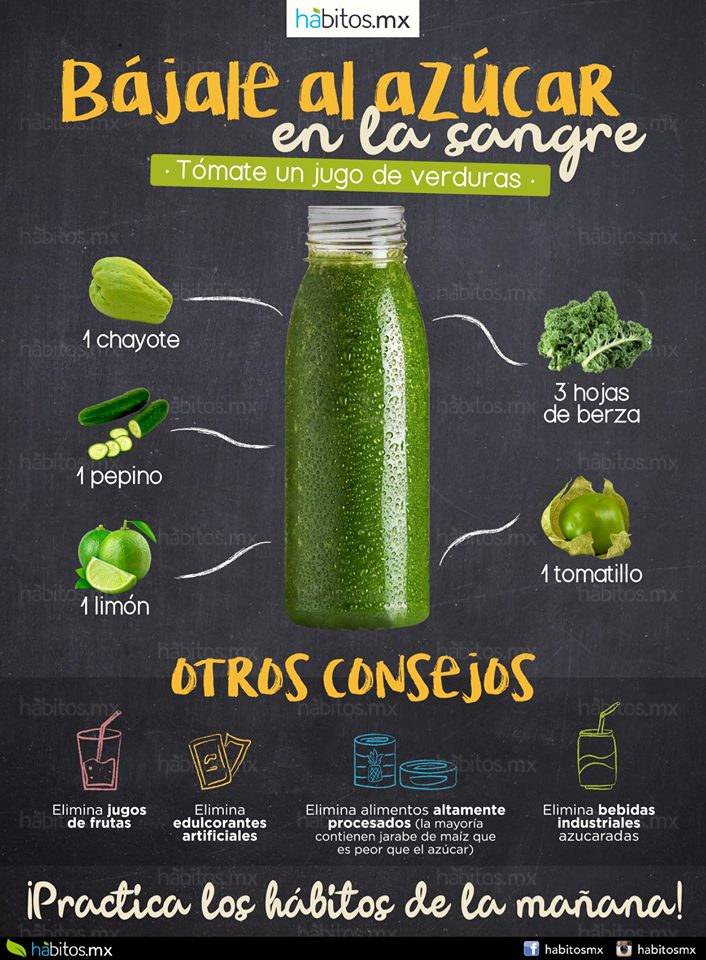 hàbitos.mx
Bájale al azúcar
en la sangre
· Tómate un jugo de verduras ·
1 chayote
3 hojas
de berza
1 pepino
1 limón
1 tomatillo
Otros consejos
Elimina jugos
de frutas
Elimina
edulcorantes
artificiales
Elimina alimentos altamente
procesados (la mayoría
contienen jarabe de maíz que
es peor que el azúcar)
Elimina bebidas
industriales
azucaradas
¡Practica los hábitos de la mañana!
hàbitos.mx
habitosmx
habitosmx